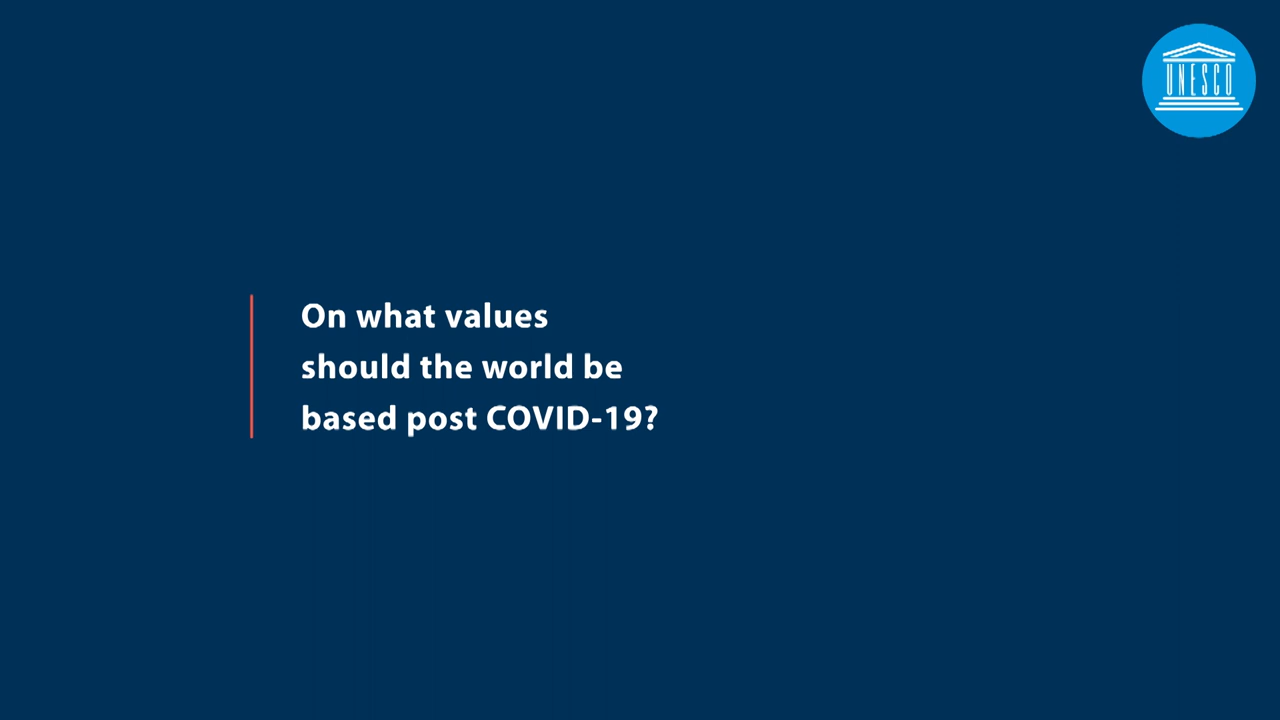 UNESCO
On what values
should the world be
based post COVID-19?